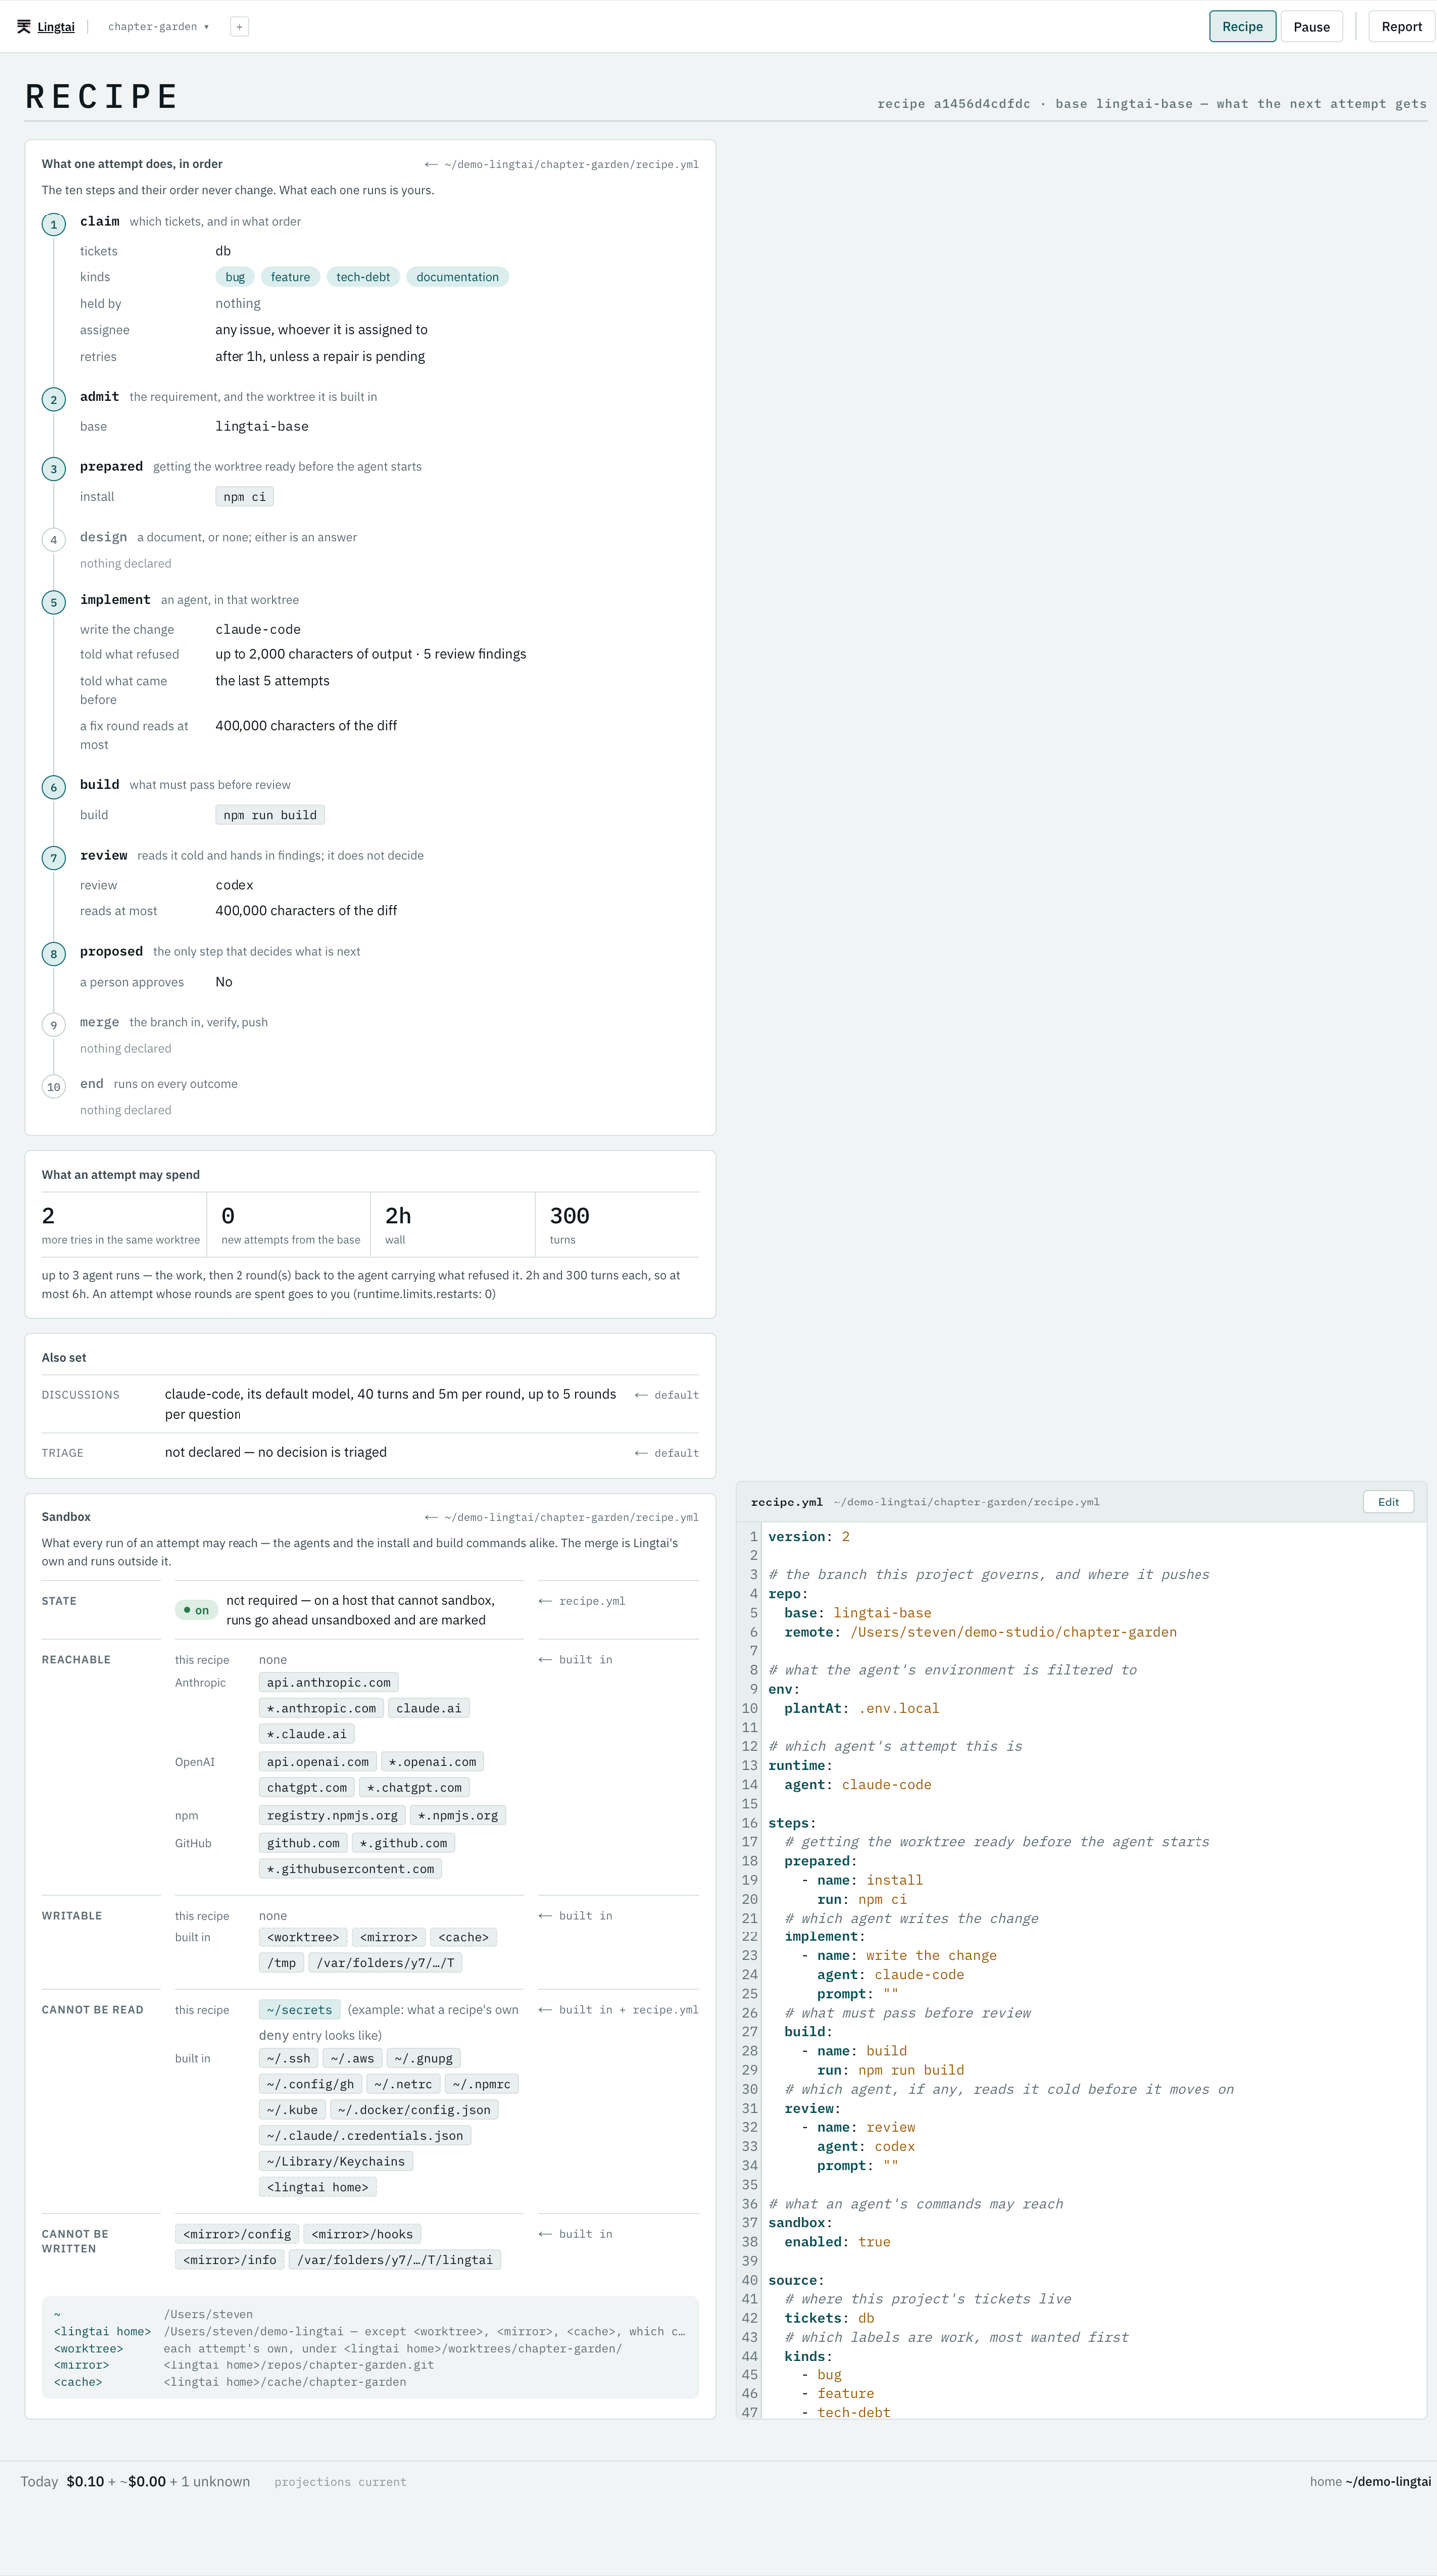 Lingtai
chapter-garden ▾
+
Recipe
Pause
Report
RECIPE
recipe a1456d4cdfdc · base lingtai-base — what the next attempt gets
What one attempt does, in order
← ~/demo-lingtai/chapter-garden/recipe.yml
The ten steps and their order never change. What each one runs is yours.
1 claim which tickets, and in what order
tickets db
kinds bug feature tech-debt documentation
held by nothing
assignee any issue, whoever it is assigned to
retries after 1h, unless a repair is pending
2 admit the requirement, and the worktree it is built in
base lingtai-base
3 prepared getting the worktree ready before the agent starts
install npm ci
4 design a document, or none; either is an answer
nothing declared
5 implement an agent, in that worktree
write the change claude-code
told what refused up to 2,000 characters of output · 5 review findings
told what came before the last 5 attempts
a fix round reads at most 400,000 characters of the diff
6 build what must pass before review
build npm run build
7 review reads it cold and hands in findings; it does not decide
review codex
reads at most 400,000 characters of the diff
8 proposed the only step that decides what is next
a person approves No
9 merge the branch in, verify, push
nothing declared
10 end runs on every outcome
nothing declared
What an attempt may spend
2 more tries in the same worktree
0 new attempts from the base
2h wall
300 turns
up to 3 agent runs — the work, then 2 round(s) back to the agent carrying what refused it. 2h and 300 turns each, so at
most 6h. An attempt whose rounds are spent goes to you (runtime.limits.restarts: 0)
Also set
DISCUSSIONS claude-code, its default model, 40 turns and 5m per round, up to 5 rounds ← default
per question
TRIAGE not declared — no decision is triaged ← default
Sandbox
← ~/demo-lingtai/chapter-garden/recipe.yml
What every run of an attempt may reach — the agents and the install and build commands alike. The merge is Lingtai's
own and runs outside it.
STATE on not required — on a host that cannot sandbox, ← recipe.yml
runs go ahead unsandboxed and are marked
REACHABLE this recipe none ← built in
Anthropic api.anthropic.com
*.anthropic.com claude.ai
*.claude.ai
OpenAI api.openai.com *.openai.com
chatgpt.com *.chatgpt.com
npm registry.npmjs.org *.npmjs.org
GitHub github.com *.github.com
*.githubusercontent.com
WRITABLE this recipe none ← built in
built in <worktree> <mirror> <cache>
/tmp /var/folders/y7/…/T
CANNOT BE READ this recipe ~/secrets (example: what a recipe's own ← built in + recipe.yml
deny entry looks like)
built in ~/.ssh ~/.aws ~/.gnupg
~/.config/gh ~/.netrc ~/.npmrc
~/.kube ~/.docker/config.json
~/.claude/.credentials.json
~/Library/Keychains
<lingtai home>
CANNOT BE WRITTEN <mirror>/config <mirror>/hooks ← built in
<mirror>/info /var/folders/y7/…/T/lingtai
~ /Users/steven
<lingtai home> /Users/steven/demo-lingtai — except <worktree>, <mirror>, <cache>, which c…
<worktree> each attempt's own, under <lingtai home>/worktrees/chapter-garden/
<mirror> <lingtai home>/repos/chapter-garden.git
<cache> <lingtai home>/cache/chapter-garden
recipe.yml ~/demo-lingtai/chapter-garden/recipe.yml
Edit
1 version: 2
2
3 # the branch this project governs, and where it pushes
4 repo:
5 base: lingtai-base
6 remote: /Users/steven/demo-studio/chapter-garden
7
8 # what the agent's environment is filtered to
9 env:
10 plantAt: .env.local
11
12 # which agent's attempt this is
13 runtime:
14 agent: claude-code
15
16 steps:
17 # getting the worktree ready before the agent starts
18 prepared:
19 - name: install
20 run: npm ci
21 # which agent writes the change
22 implement:
23 - name: write the change
24 agent: claude-code
25 prompt: ""
26 # what must pass before review
27 build:
28 - name: build
29 run: npm run build
30 # which agent, if any, reads it cold before it moves on
31 review:
32 - name: review
33 agent: codex
34 prompt: ""
35
36 # what an agent's commands may reach
37 sandbox:
38 enabled: true
39
40 source:
41 # where this project's tickets live
42 tickets: db
43 # which labels are work, most wanted first
44 kinds:
45 - bug
46 - feature
47 - tech-debt
Today $0.10 + ~$0.00 + 1 unknown
projections current
home ~/demo-lingtai